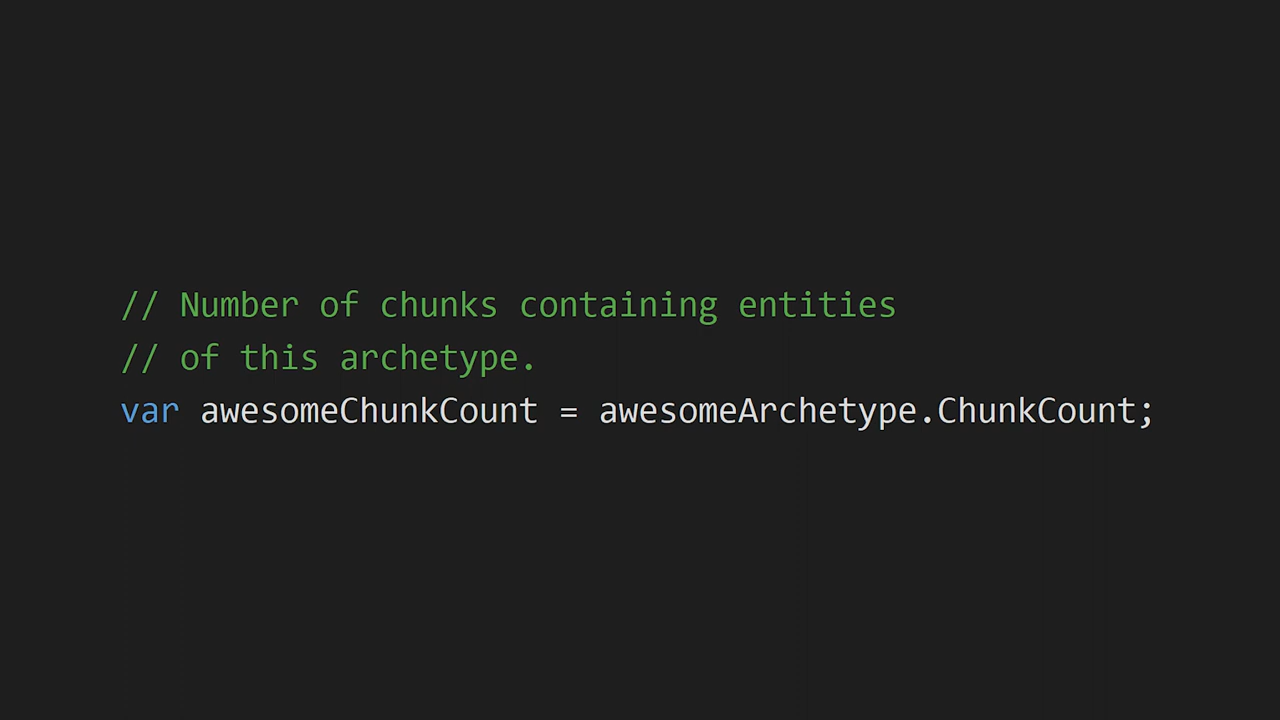 // Number of chunks containing entities
// of this archetype.
var awesomeChunkCount = awesomeArchetype.ChunkCount;